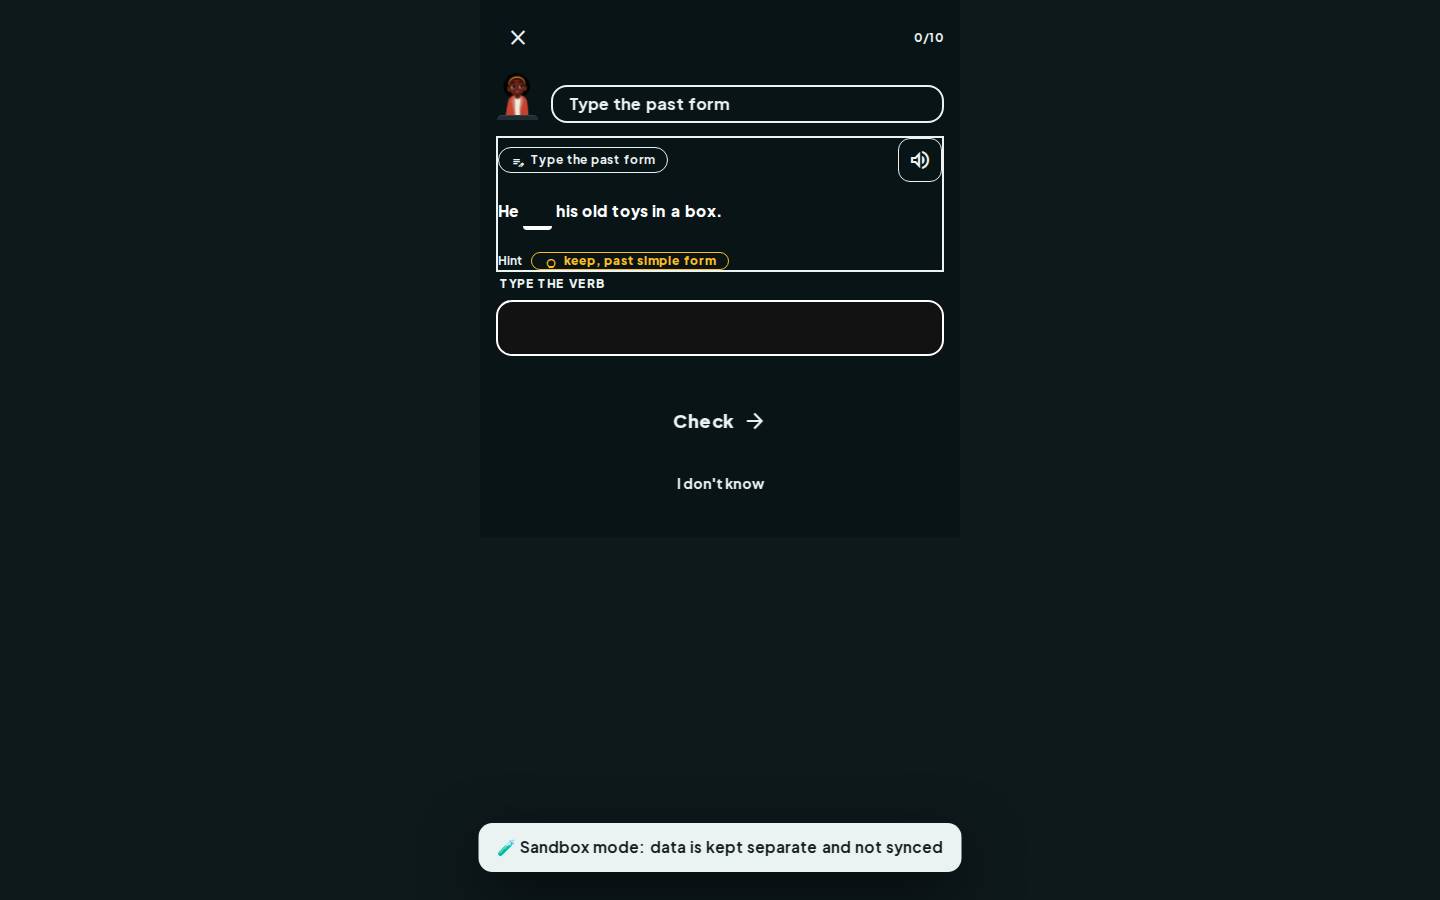 0/10
Type the past form
Type the past form
He ___ his old toys in a box.
Hint keep, past simple form
TYPE THE VERB
Check
I don't know
Sandbox mode: data is kept separate and not synced